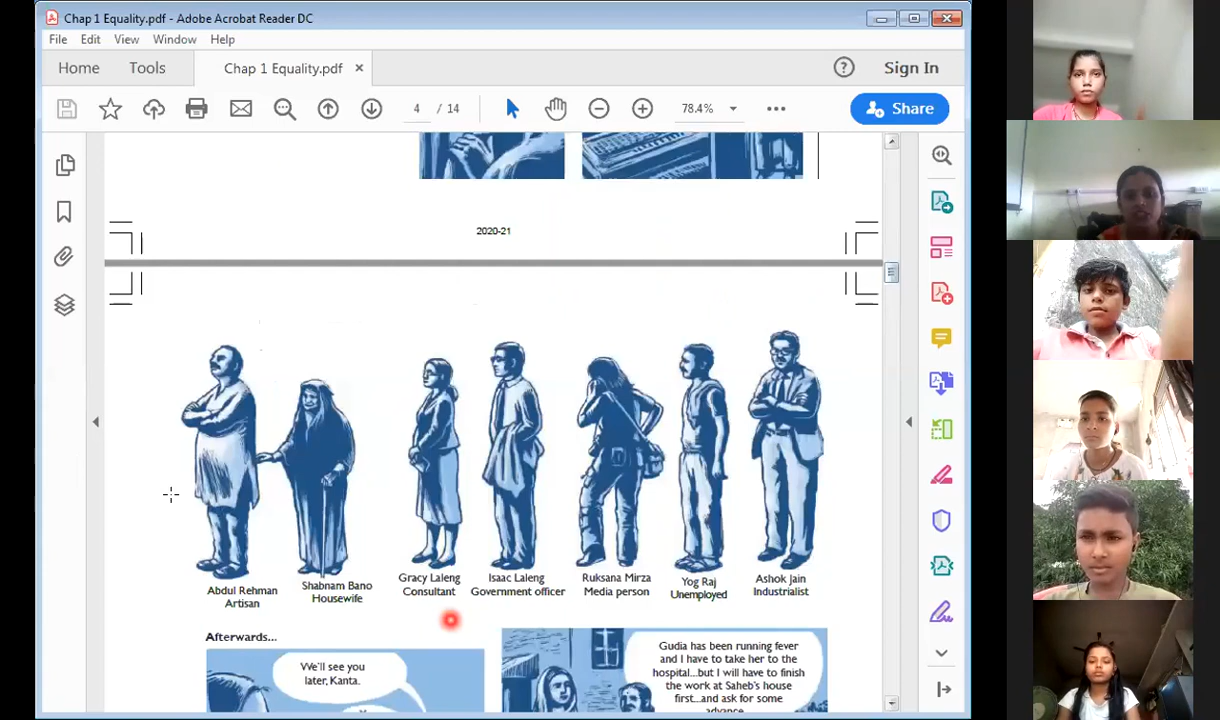 Chap 1 Equality.pdf - Adobe Acrobat Reader DC
File Edit View Window Help
Home Tools Chap 1 Equality.pdf × ? Sign In
4 / 14 78.4% Share
2020-21
Abdul Rehman
Artisan
Shabnam Bano
Housewife
Gracy Laleng
Consultant
Isaac Laleng
Government officer
Ruksana Mirza
Media person
Yog Raj
Unemployed
Ashok Jain
Industrialist
Afterwards...
We'll see you
later, Kanta.
Gudia has been running fever
and I have to take her to the
hospital...but I will have to finish
the work at Saheb's house
first...and ask for some
advance.